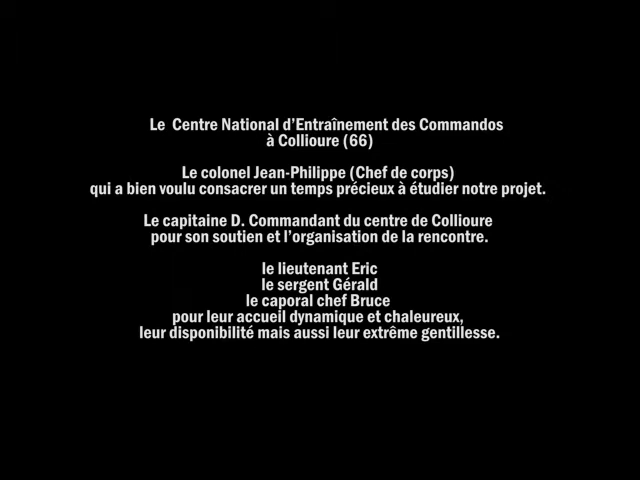 Le Centre National d'Entraînement des Commandos
à Collioure (66)
Le colonel Jean-Philippe (Chef de corps)
qui a bien voulu consacrer un temps précieux à étudier notre projet.
Le capitaine D. Commandant du centre de Collioure
pour son soutien et l'organisation de la rencontre.
le lieutenant Eric
le sergent Gérald
le caporal chef Bruce
pour leur accueil dynamique et chaleureux,
leur disponibilité mais aussi leur extrême gentillesse.